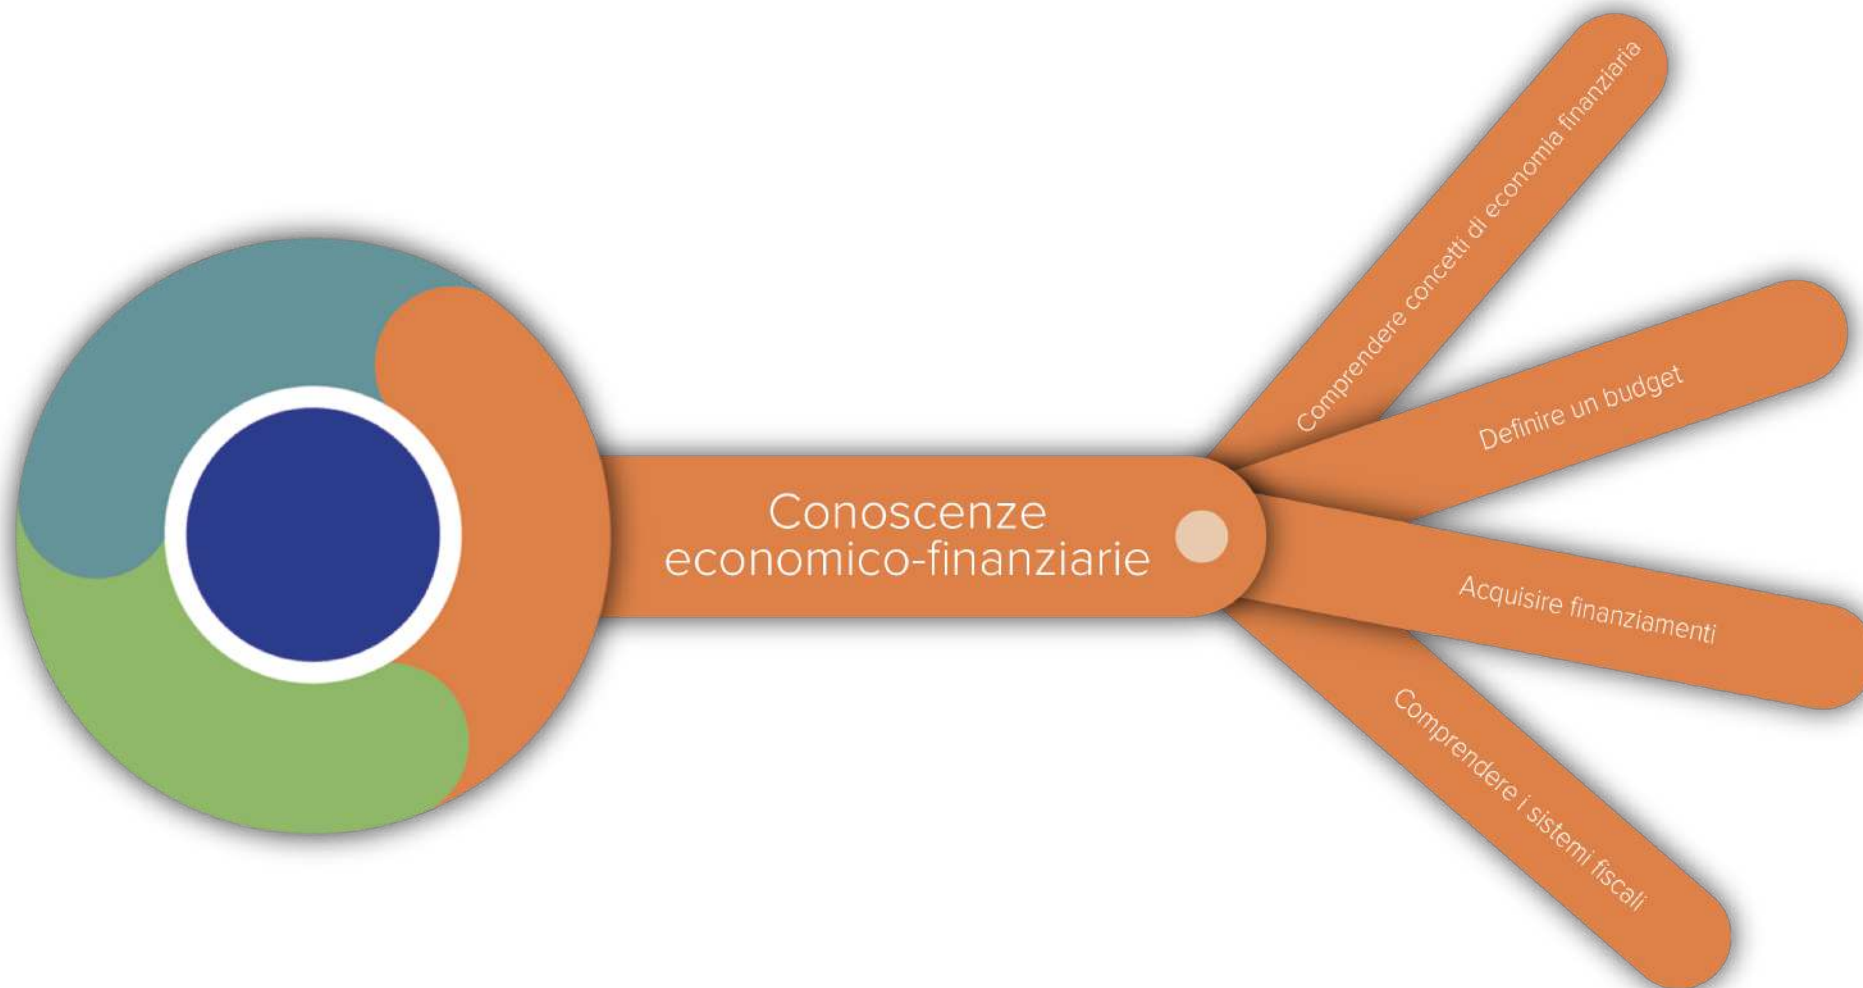 Conoscenze
economico-finanziarie
Comprendere concetti di economia finanziaria
Definire un budget
Acquisire finanziamenti
Comprendere i sistemi fiscali